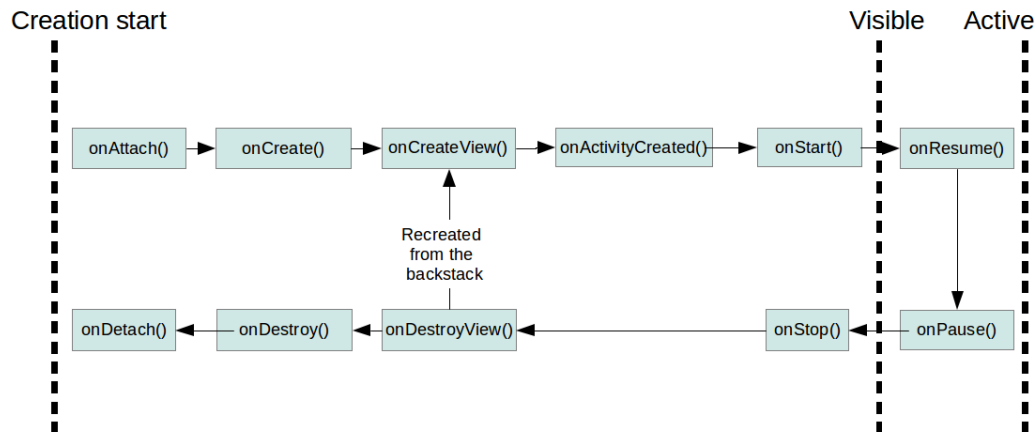 Creation start
Visible
Active
onAttach()
onCreate()
onCreateView()
onActivityCreated()
onStart()
onResume()
Recreated
from the
backstack
onDetach()
onDestroy()
onDestroyView()
onStop()
onPause()